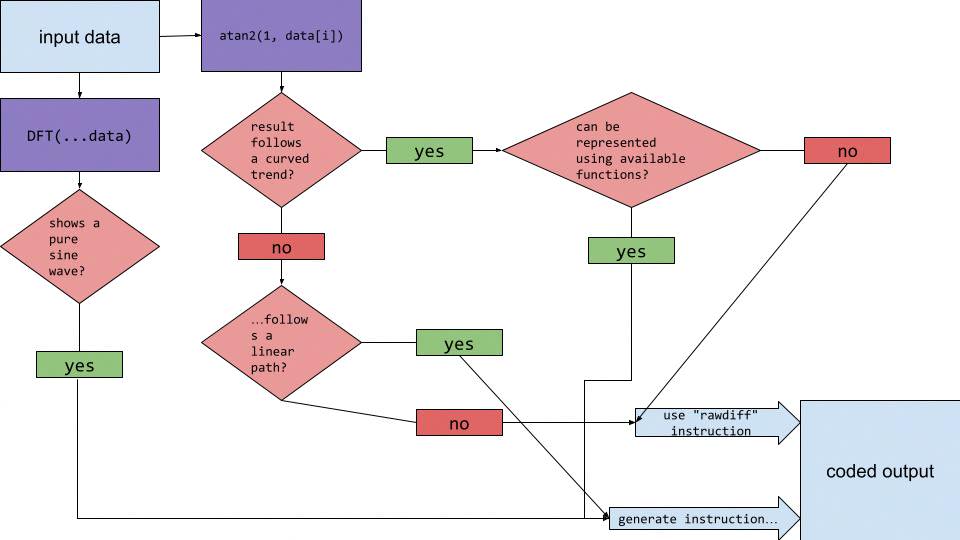 input data
atan2(1, data[i])
DFT(...data)
result
follows
a curved
trend?
yes
can be
represented
using available
functions?
no
shows a
pure
sine
wave?
no
yes
…follow
s a
linear
path?
yes
yes
no
use "rawdiff"
instruction
coded output
generate instruction…